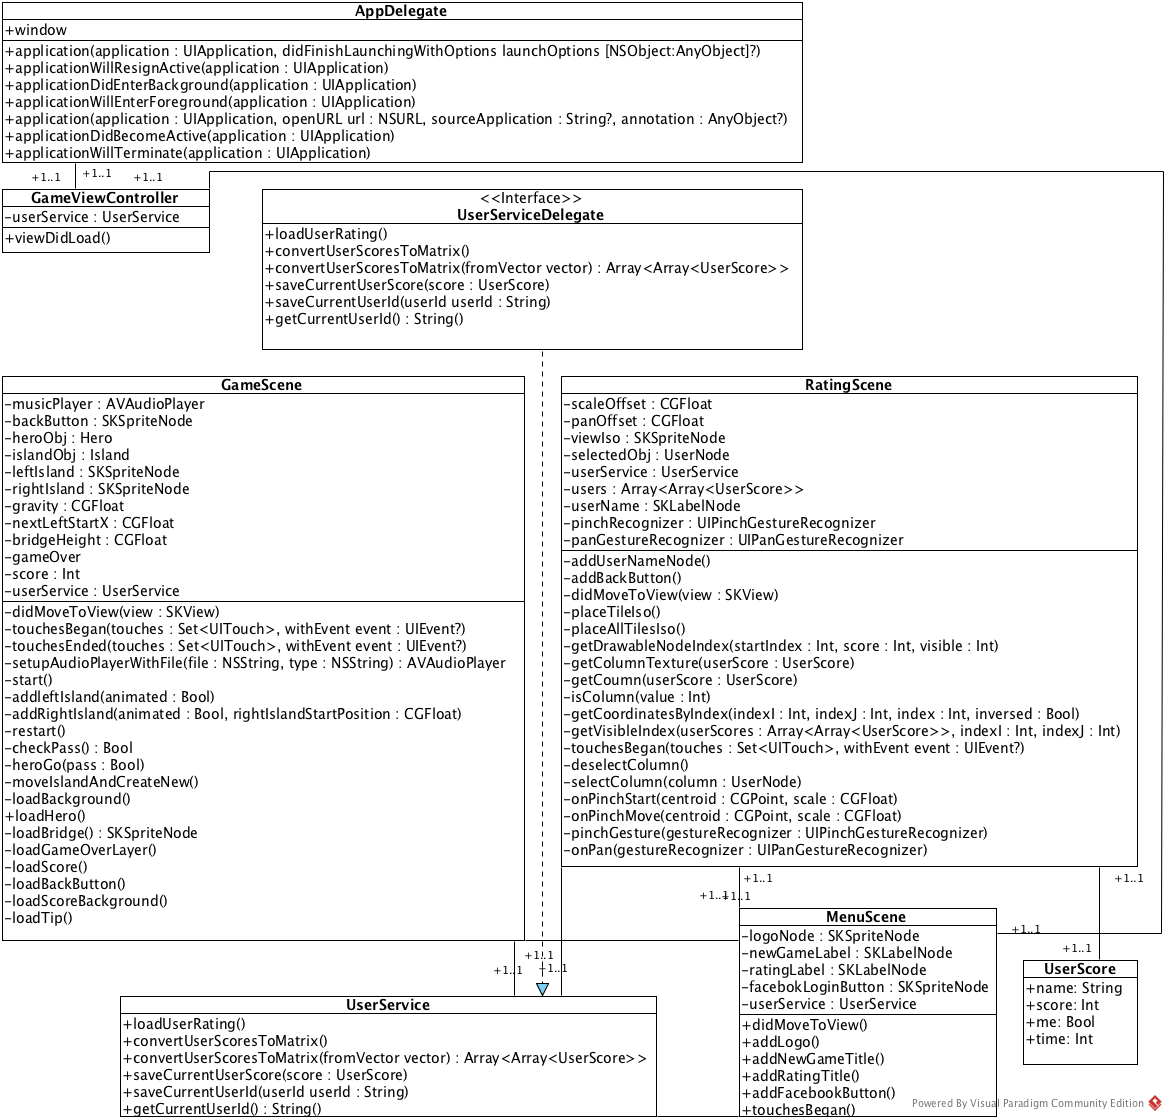 AppDelegate
+window
+application(application : UIApplication, didFinishLaunchingWithOptions launchOptions [NSObject:AnyObject]?)
+applicationWillResignActive(application : UIApplication)
+applicationDidEnterBackground(application : UIApplication)
+applicationWillEnterForeground(application : UIApplication)
+application(application : UIApplication, openURL url : NSURL, sourceApplication : String?, annotation : AnyObject?)
+applicationDidBecomeActive(application : UIApplication)
+applicationWillTerminate(application : UIApplication)
+1..1
+1..1
+1..1
GameViewController
-userService : UserService
+viewDidLoad()
<<Interface>>
UserServiceDelegate
+loadUserRating()
+convertUserScoresToMatrix()
+convertUserScoresToMatrix(fromVector vector) : Array<Array<UserScore>>
+saveCurrentUserScore(score : UserScore)
+saveCurrentUserId(userId userId : String)
+getCurrentUserId() : String()
GameScene
-musicPlayer : AVAudioPlayer
-backButton : SKSpriteNode
-heroObj : Hero
-islandObj : Island
-leftIsland : SKSpriteNode
-rightIsland : SKSpriteNode
-gravity : CGFloat
-nextLeftStartX : CGFloat
-bridgeHeight : CGFloat
-gameOver
-score : Int
-userService : UserService
-didMoveToView(view : SKView)
-touchesBegan(touches : Set<UITouch>, withEvent event : UIEvent?)
-touchesEnded(touches : Set<UITouch>, withEvent event : UIEvent?)
-setupAudioPlayerWithFile(file : NSString, type : NSString) : AVAudioPlayer
-start()
-addleftIsland(animated : Bool)
-addRightIsland(animated : Bool, rightIslandStartPosition : CGFloat)
-restart()
-checkPass() : Bool
-heroGo(pass : Bool)
-moveIslandAndCreateNew()
-loadBackground()
+loadHero()
-loadBridge() : SKSpriteNode
-loadGameOverLayer()
-loadScore()
-loadBackButton()
-loadScoreBackground()
-loadTip()
RatingScene
-scaleOffset : CGFloat
-panOffset : CGFloat
-viewIso : SKSpriteNode
-selectedObj : UserNode
-userService : UserService
-users : Array<Array<UserScore>>
-userName : SKLabelNode
-pinchRecognizer : UIPinchGestureRecognizer
-panGestureRecognizer : UIPanGestureRecognizer
-addUserNameNode()
-addBackButton()
-didMoveToView(view : SKView)
-placeTileIso()
-placeAllTilesIso()
-getDrawableNodeIndex(startIndex : Int, score : Int, visible : Int)
-getColumnTexture(userScore : UserScore)
-getCoumn(userScore : UserScore)
-isColumn(value : Int)
-getCoordinatesByIndex(indexI : Int, indexJ : Int, index : Int, inversed : Bool)
-getVisibleIndex(userScores : Array<Array<UserScore>>, indexI : Int, indexJ : Int)
-touchesBegan(touches : Set<UITouch>, withEvent event : UIEvent?)
-deselectColumn()
-selectColumn(column : UserNode)
-onPinchStart(centroid : CGPoint, scale : CGFloat)
-onPinchMove(centroid : CGPoint, scale : CGFloat)
-pinchGesture(gestureRecognizer : UIPinchGestureRecognizer)
-onPan(gestureRecognizer : UIPanGestureRecognizer)
+1..1
+1..1
+1..1
+1..1
+1..1
+1..1
+1..1
+1..1
+1..1
MenuScene
-logoNode : SKSpriteNode
-newGameLabel : SKLabelNode
-ratingLabel : SKLabelNode
-facebokLoginButton : SKSpriteNode
-userService : UserService
+didMoveToView()
+addLogo()
+addNewGameTitle()
+addRatingTitle()
+addFacebookButton()
+touchesBegan()
UserScore
+name: String
+score: Int
+me: Bool
+time: Int
UserService
+loadUserRating()
+convertUserScoresToMatrix()
+convertUserScoresToMatrix(fromVector vector) : Array<Array<UserScore>>
+saveCurrentUserScore(score : UserScore)
+saveCurrentUserId(userId userId : String)
+getCurrentUserId() : String()
Powered By Visual Paradigm Community Edition